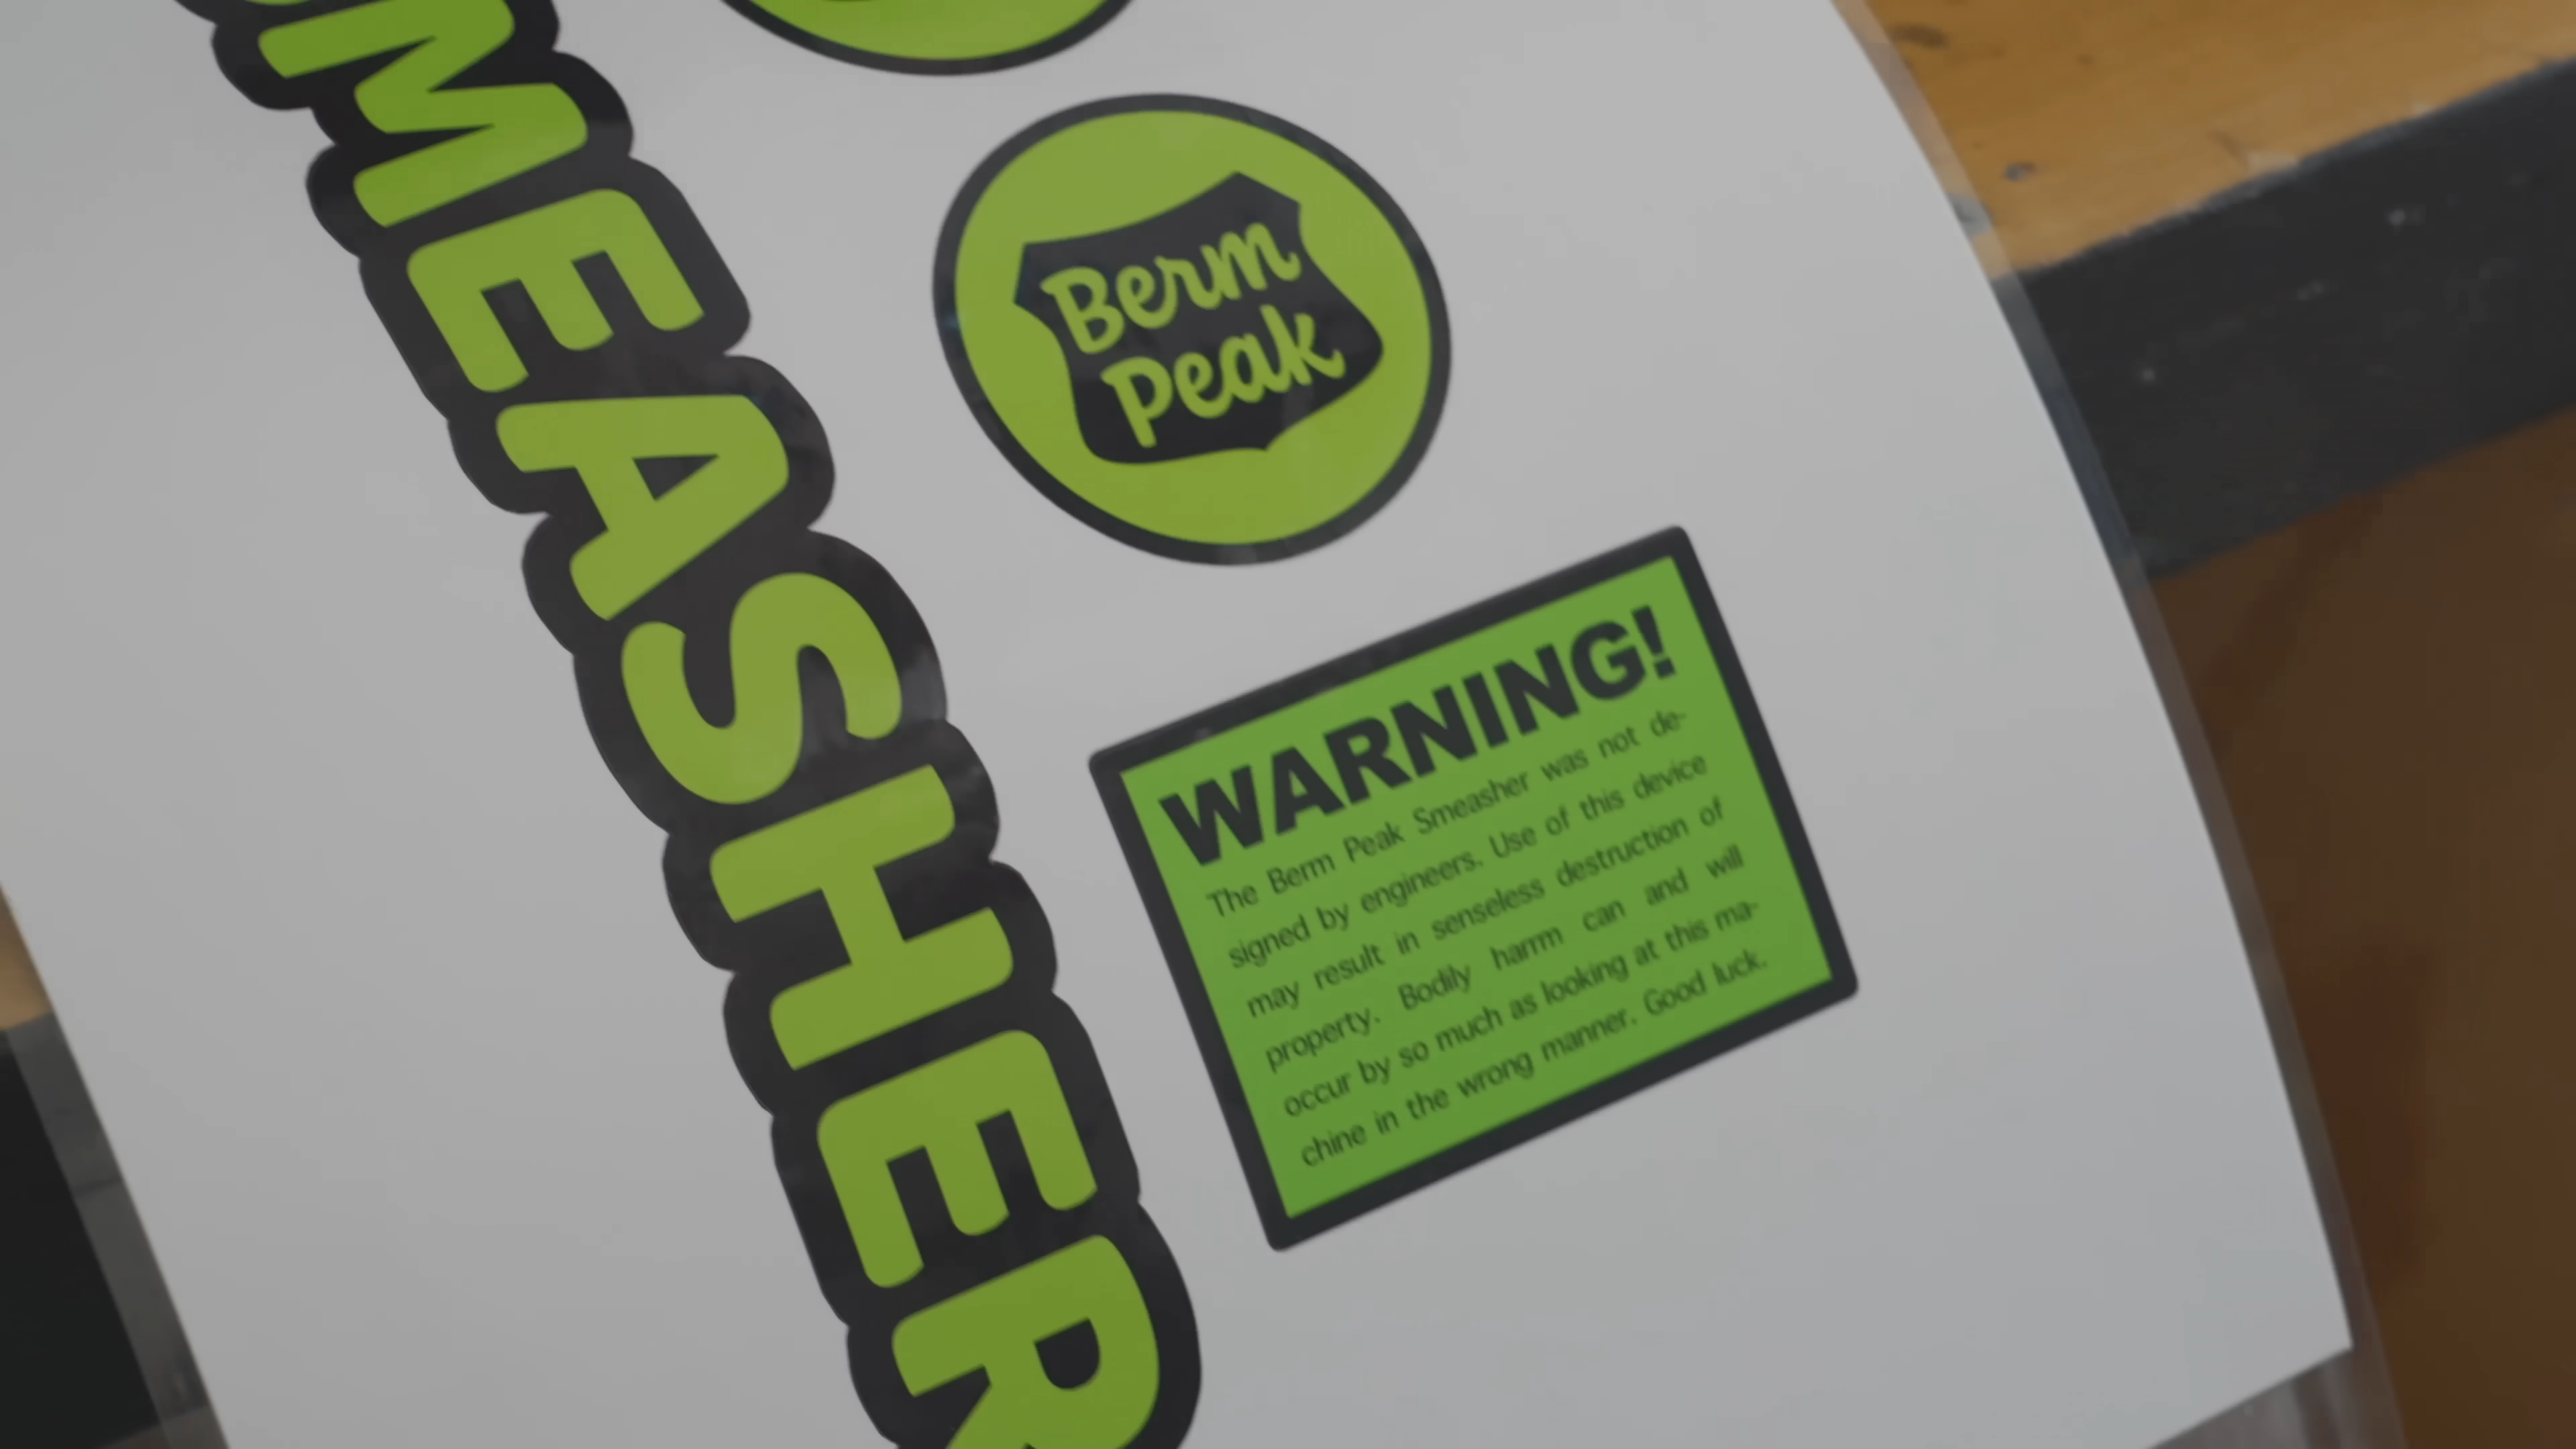 SMEASHER
Berm
Peak
WARNING!
The Berm Peak Smeasher was not de-
signed by engineers. Use of this device
may result in senseless destruction of
property. Bodily harm can and will
occur by so much as looking at this ma-
chine in the wrong manner. Good luck.